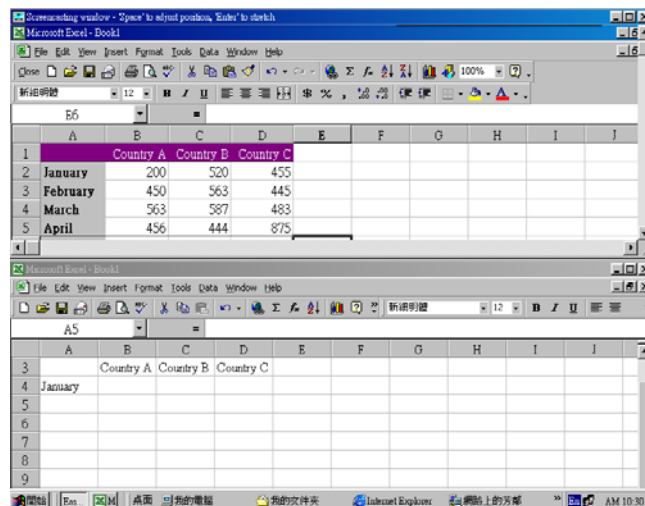 Screencasting window - 'Space' to adjust position, 'Enter' to stretch
Microsoft Excel - Book1
File Edit View Insert Format Tools Data Window Help
Close 100%
新細明體 12 B I U $ % ,
E6 =
A B C D E F G H I J
1 Country A Country B Country C
2 January 200 520 455
3 February 450 563 445
4 March 563 587 483
5 April 456 444 875
Microsoft Excel - Book1
File Edit View Insert Format Tools Data Window Help
新細明體 12 B I U
A5 =
A B C D E F G H I J
3 Country A Country B Country C
4 January
5
6
7
8
9
開始 Eas... M 桌面 我的電腦 我的文件夾 Internet Explorer 網路上的芳鄰 » En AM 10:30